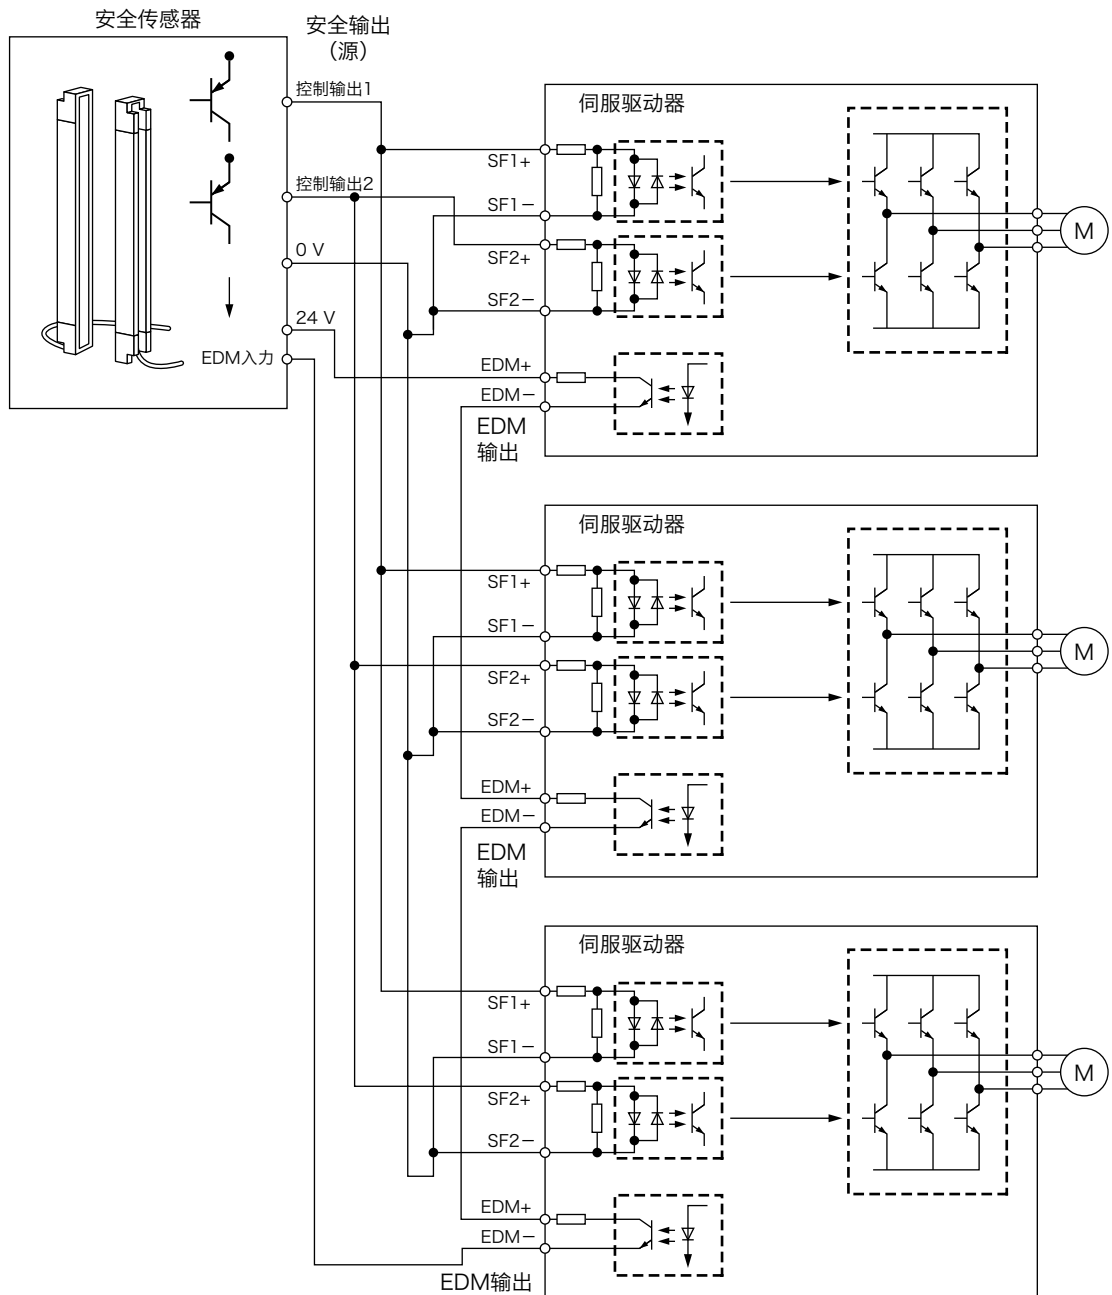 安全传感器
安全输出
（源）
控制输出1
控制输出2
0 V
24 V
EDM入力
伺服驱动器
SF1+
SF1−
SF2+
SF2−
EDM+
EDM−
EDM
输出
M
伺服驱动器
SF1+
SF1−
SF2+
SF2−
EDM+
EDM−
EDM
输出
M
伺服驱动器
SF1+
SF1−
SF2+
SF2−
EDM+
EDM−
EDM输出
M